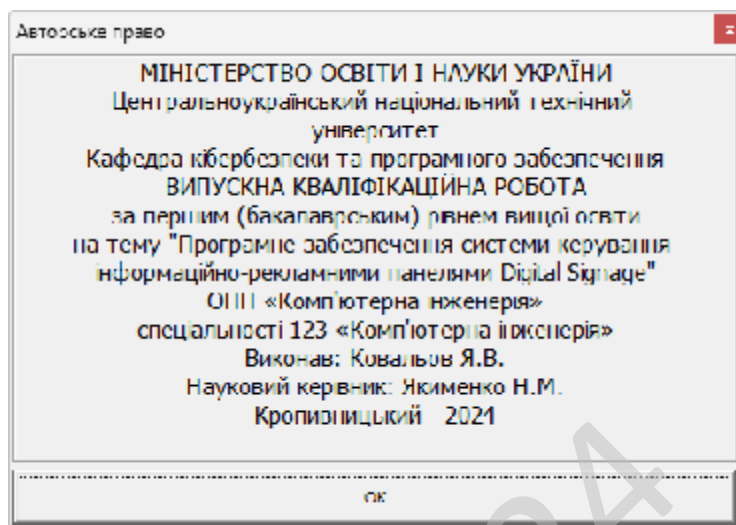 Авторське право
МІНІСТЕРСТВО ОСВІТИ І НАУКИ УКРАЇНИ
Центральноукраїнський національний технічний
університет
Кафедра кібербезпеки та програмного забезпечення
ВИПУСКНА КВАЛІФІКАЦІЙНА РОБОТА
за першим (бакалаврським) рівнем вищої освіти
на тему "Програмне забезпечення системи керування
інформаційно-рекламними панелями Digital Signage"
ОПП «Комп'ютерна інженерія»
спеціальності 123 «Комп'ютерна інженерія»
Виконав: Ковальов Я.В.
Науковий керівник: Якименко Н.М.
Кропивницький 2024
OK